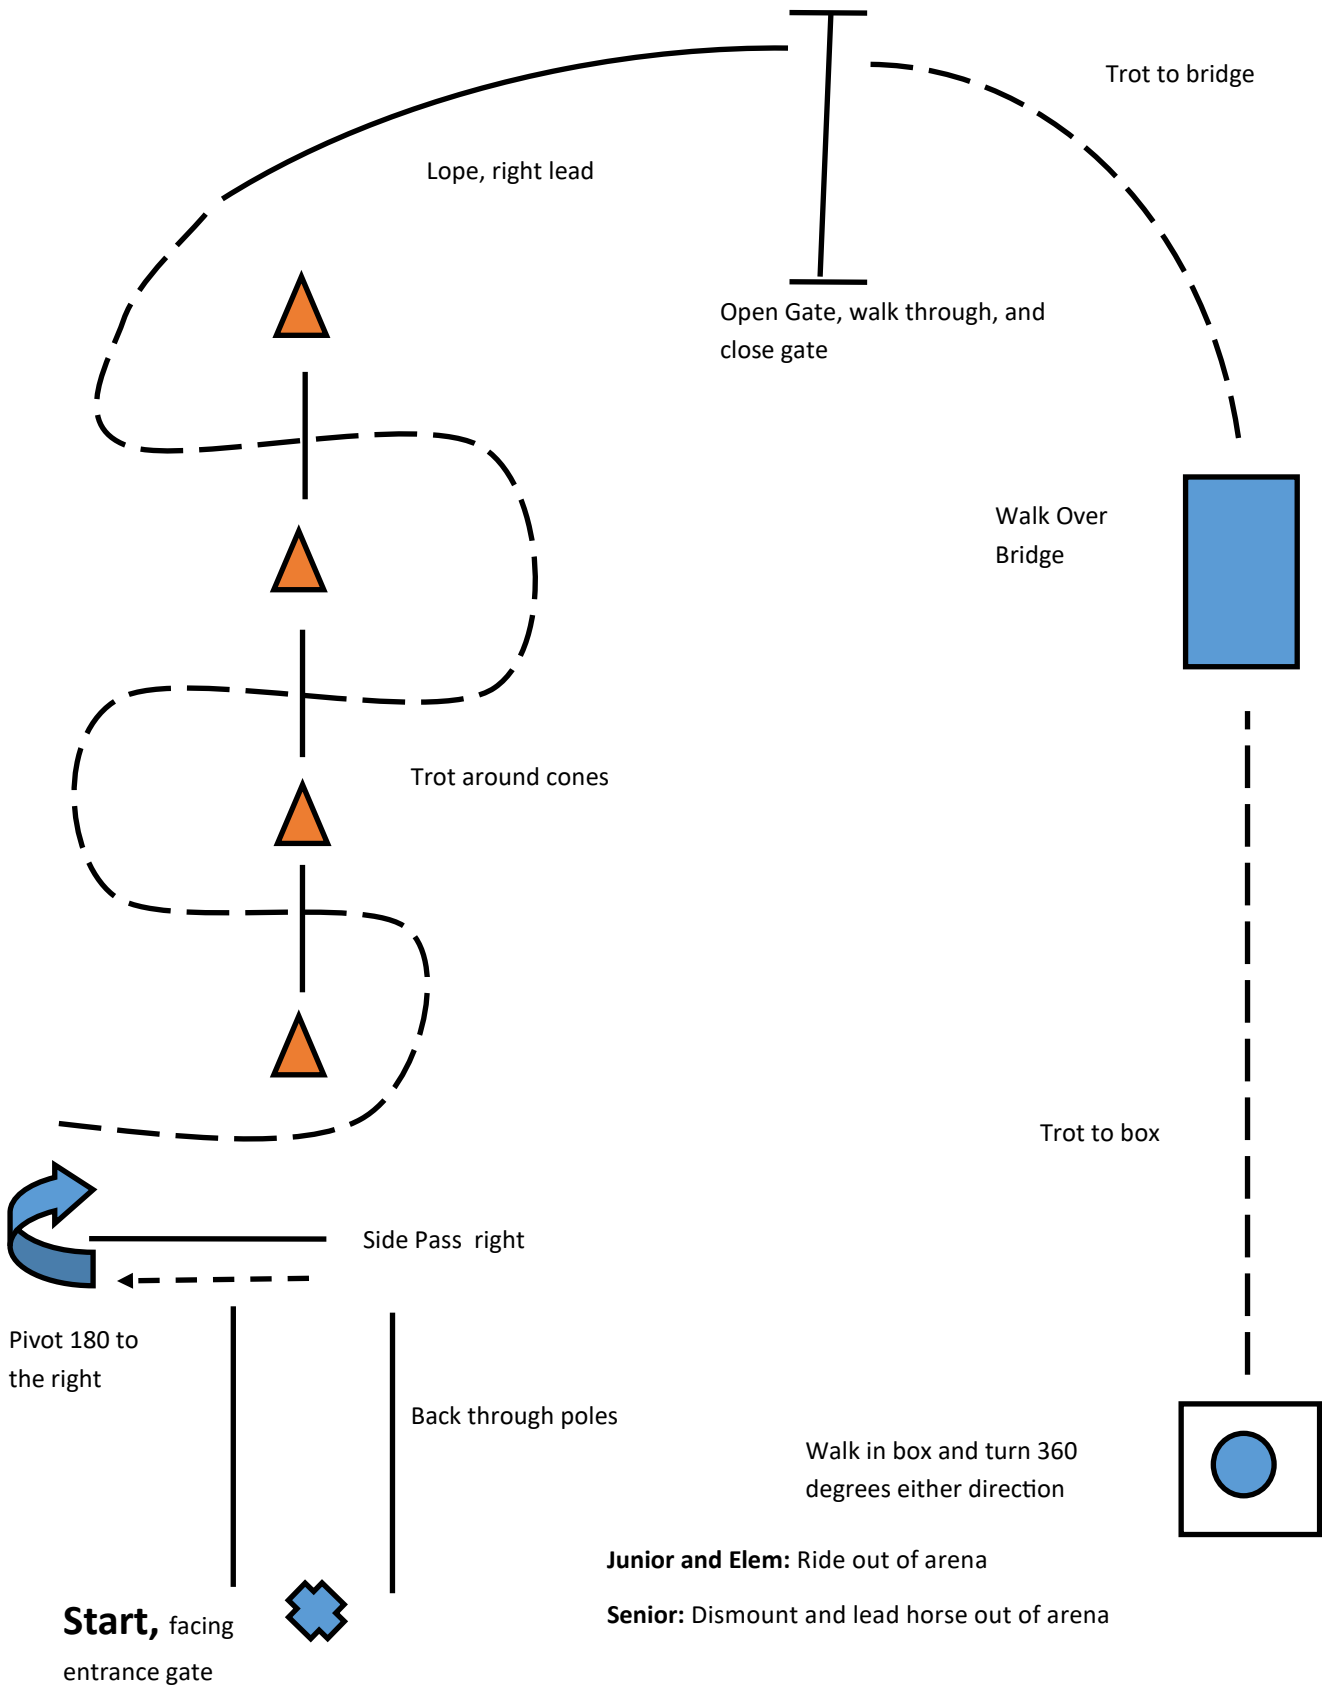 Trot to bridge
Lope, right lead
Open Gate, walk through, and
close gate
Walk Over
Bridge
Trot around cones
Trot to box
Side Pass  right
Pivot 180 to
the right
Back through poles
Walk in box and turn 360
degrees either direction
Junior and Elem: Ride out of arena
Senior: Dismount and lead horse out of arena
Start, facing
entrance gate